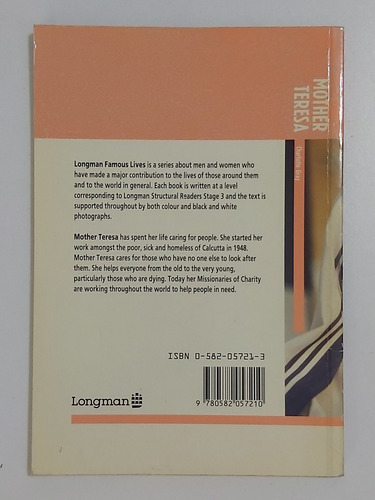 MOTHER
TERESA
Charlotte Gray
Longman Famous Lives is a series about men and women who
have made a major contribution to the lives of those around them
and to the world in general. Each book is written at a level
corresponding to Longman Structural Readers Stage 3 and the text is
supported throughout by both colour and black and white
photographs.
Mother Teresa has spent her life caring for people. She started her
work amongst the poor, sick and homeless of Calcutta in 1948.
Mother Teresa cares for those who have no one else to look after
them. She helps everyone from the old to the very young,
particularly those who are dying. Today her Missionaries of Charity
are working throughout the world to help people in need.
ISBN 0-582-05721-3
9 780582 057210
Longman